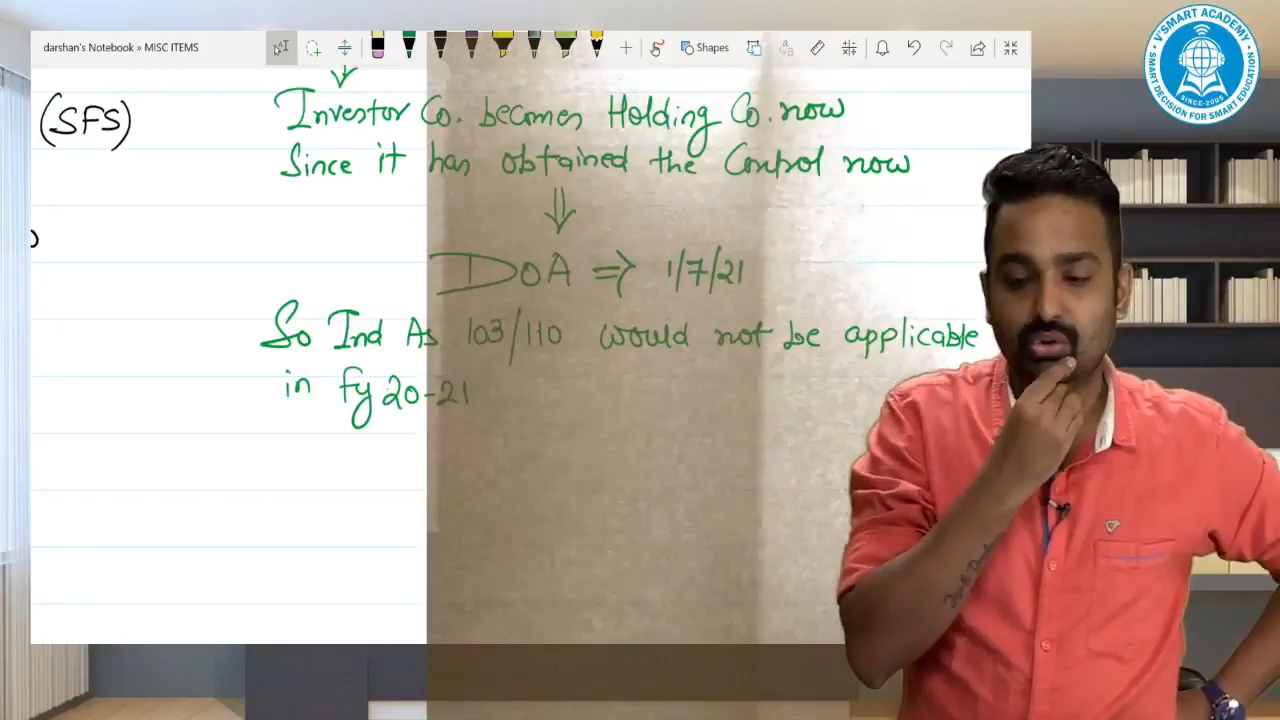 darshan's Notebook » MISC ITEMS
Shapes
V'SMART ACADEMY
SINCE-2005
SMART DECISION FOR SMART EDUCATION
(SFS)
Investor Co. becomes Holding Co. now
Since it has obtained the Control now
DOA ⇒ 1/7/21
So Ind As 103/110 would not be applicable
in fy 20-21